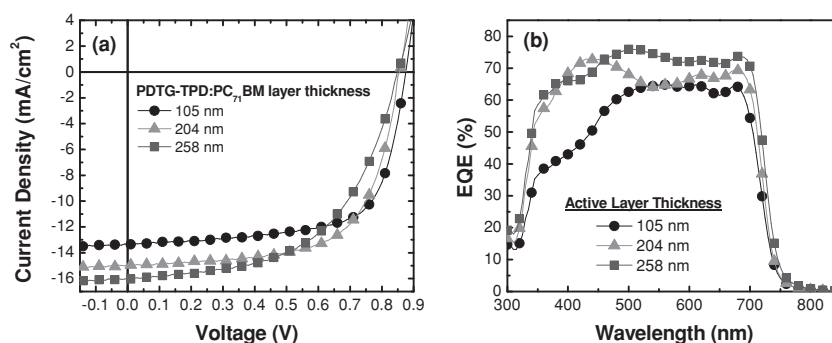 (a)
PDTG-TPD:PC71BM layer thickness
105 nm
204 nm
258 nm
Current Density (mA/cm²)
4
2
0
-2
-4
-6
-8
-10
-12
-14
-16
-0.1 0.0 0.1 0.2 0.3 0.4 0.5 0.6 0.7 0.8 0.9
Voltage (V)
(b)
EQE (%)
90
80
70
60
50
40
30
20
10
0
Active Layer Thickness
105 nm
204 nm
258 nm
300 400 500 600 700 800
Wavelength (nm)